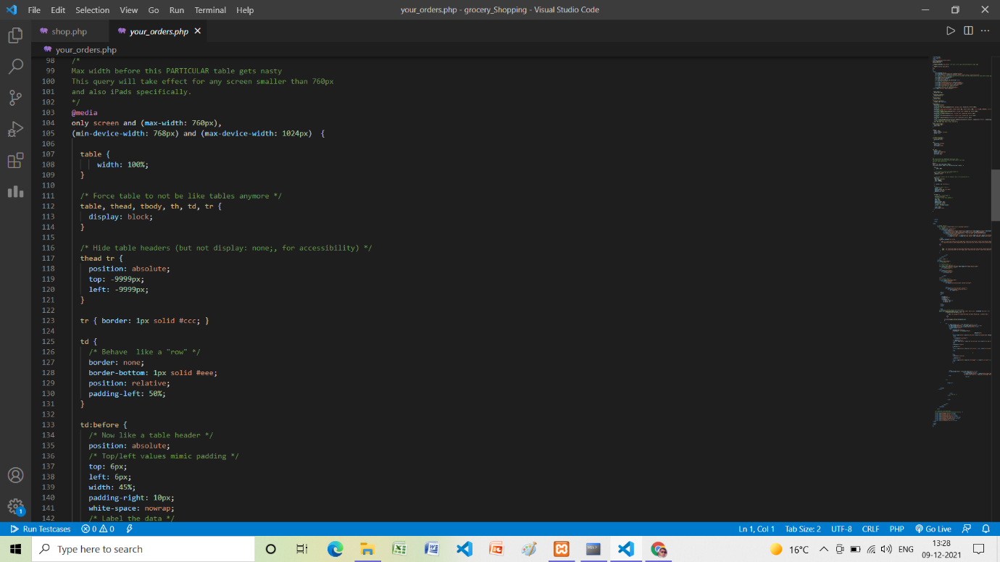 File Edit Selection View Go Run Terminal Help
your_orders.php - grocery_Shopping - Visual Studio Code
shop.php
your_orders.php
your_orders.php
98 /*
99 Max width before this PARTICULAR table gets nasty
100 This query will take effect for any screen smaller than 760px
101 and also iPads specifically.
102 */
103 @media
104 only screen and (max-width: 760px),
105 (min-device-width: 768px) and (max-device-width: 1024px)  {
106
107 table {
108 width: 100%;
109 }
110
111 /* Force table to not be like tables anymore */
112 table, thead, tbody, th, td, tr {
113 display: block;
114 }
115
116 /* Hide table headers (but not display: none;, for accessibility) */
117 thead tr {
118 position: absolute;
119 top: -9999px;
120 left: -9999px;
121 }
122
123 tr { border: 1px solid #ccc; }
124
125 td {
126 /* Behave  like a "row" */
127 border: none;
128 border-bottom: 1px solid #eee;
129 position: relative;
130 padding-left: 50%;
131 }
132
133 td:before {
134 /* Now like a table header */
135 position: absolute;
136 /* Top/left values mimic padding */
137 top: 6px;
138 left: 6px;
139 width: 45%;
140 padding-right: 10px;
141 white-space: nowrap;
142 /* Label the data */
1
Run Testcases 0 0
Ln 1, Col 1 Tab Size: 2 UTF-8 CRLF PHP Go Live
Type here to search
16°C
ENG
13:28
09-12-2021